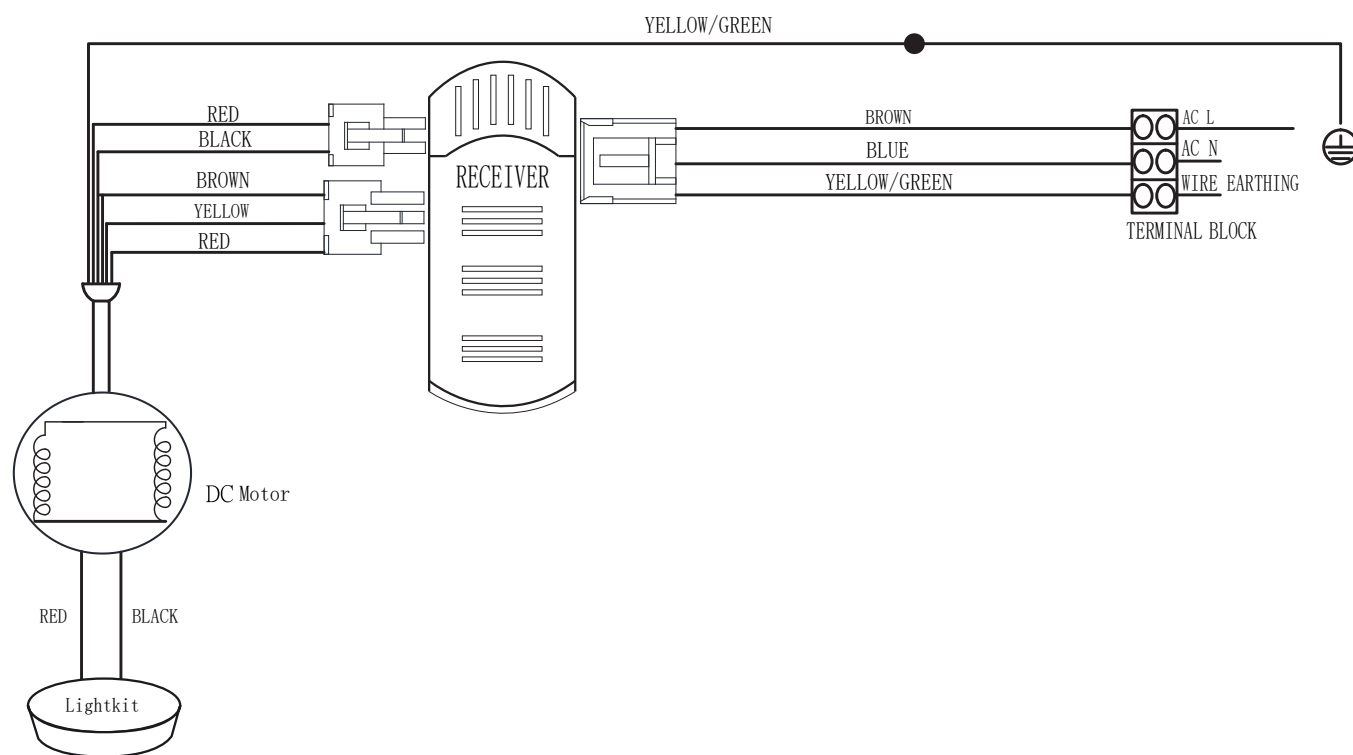 YELLOW/GREEN
RED
BROWN
AC L
BLACK
BLUE
AC N
RECEIVER
BROWN
YELLOW/GREEN
WIRE EARTHING
YELLOW
RED
TERMINAL BLOCK
DC Motor
RED
BLACK
Lightkit